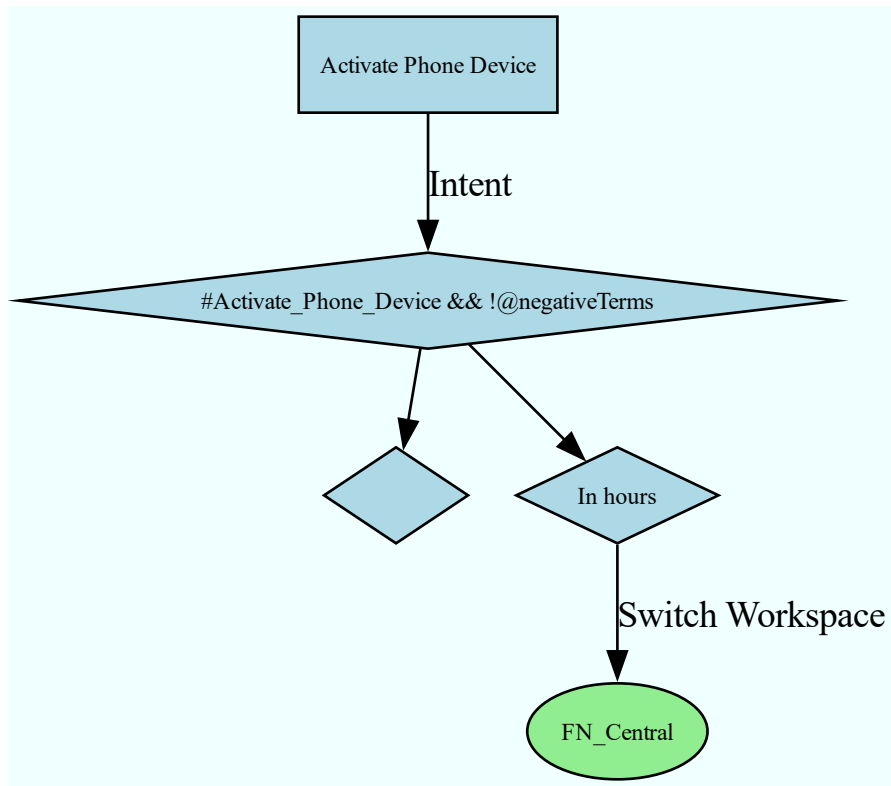 Activate Phone Device
Intent
#Activate_Phone_Device && !@negativeTerms
In hours
Switch Workspace
FN_Central